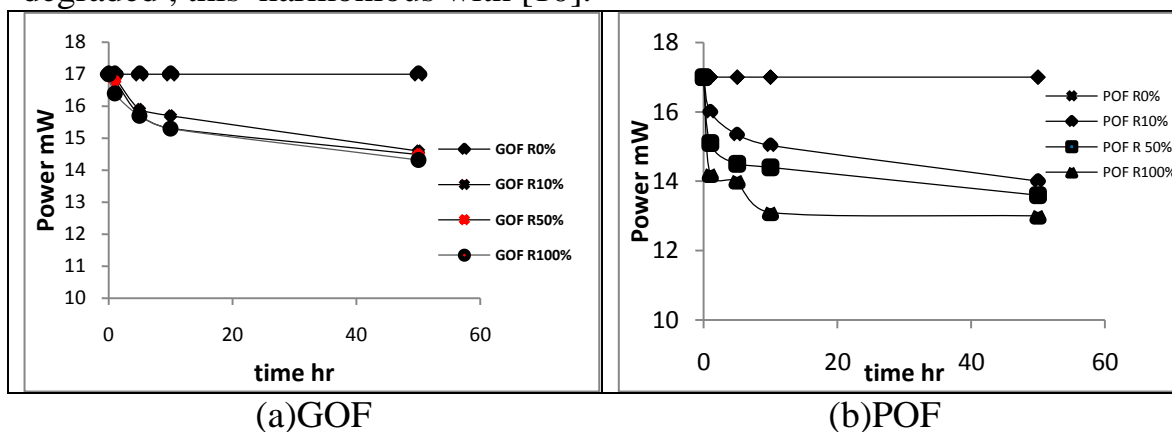 degraded , this harmonious with [10].
18
17
16
15
14
13
12
11
10
Power mW
0
20
40
60
time hr
GOF R0%
GOF R10%
GOF R50%
GOF R100%
18
16
14
12
10
Power mW
0
20
40
60
time hr
POF R0%
POF R10%
POF R 50%
POF R100%
(a)GOF
(b)POF